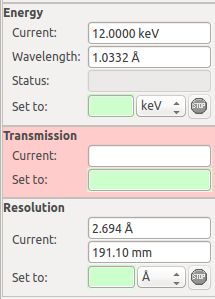 Energy
Current: 12.0000 keV
Wavelength: 1.0332 Å
Status:
Set to: keV STOP
Transmission
Current:
Set to:
Resolution
Current: 2.694 Å
191.10 mm
Set to: Å STOP